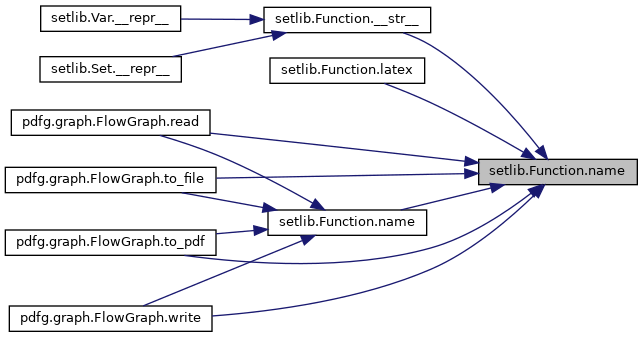 setlib.Var.__repr__
setlib.Function.__str__
setlib.Set.__repr__
setlib.Function.latex
pdfg.graph.FlowGraph.read
setlib.Function.name
pdfg.graph.FlowGraph.to_file
setlib.Function.name
pdfg.graph.FlowGraph.to_pdf
pdfg.graph.FlowGraph.write